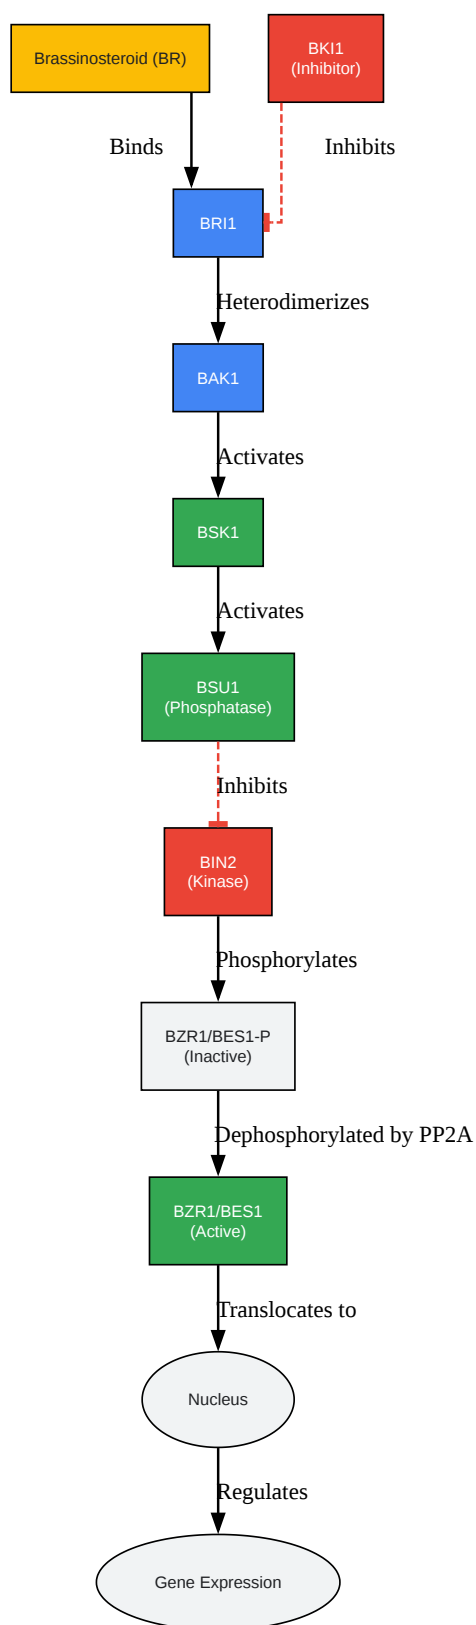 Brassinosteroid (BR)
BKI1
(Inhibitor)
Binds
Inhibits
BRI1
Heterodimerizes
BAK1
Activates
BSK1
Activates
BSU1
(Phosphatase)
Inhibits
BIN2
(Kinase)
Phosphorylates
BZR1/BES1-P
(Inactive)
Dephosphorylated by PP2A
BZR1/BES1
(Active)
Translocates to
Nucleus
Regulates
Gene Expression